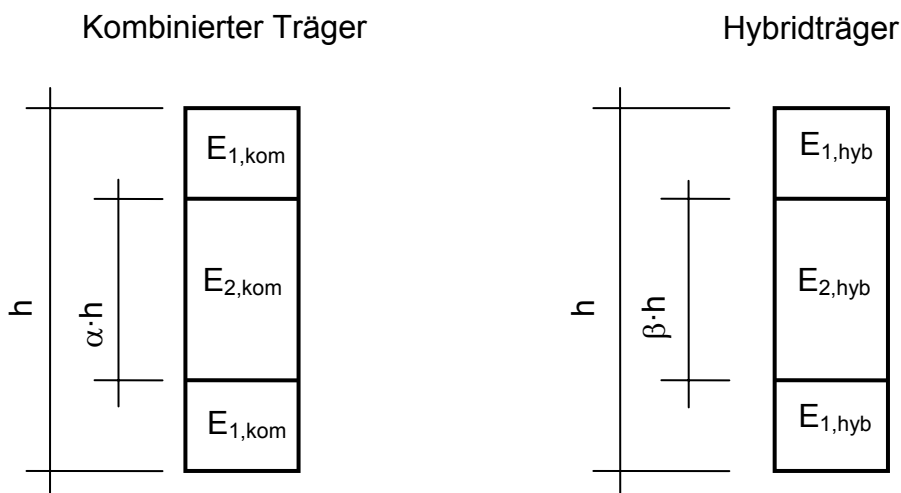 Kombinierter Träger
Hybridträger
E1,kom
E2,kom
E1,kom
h
α·h
E1,hyb
E2,hyb
E1,hyb
h
β·h